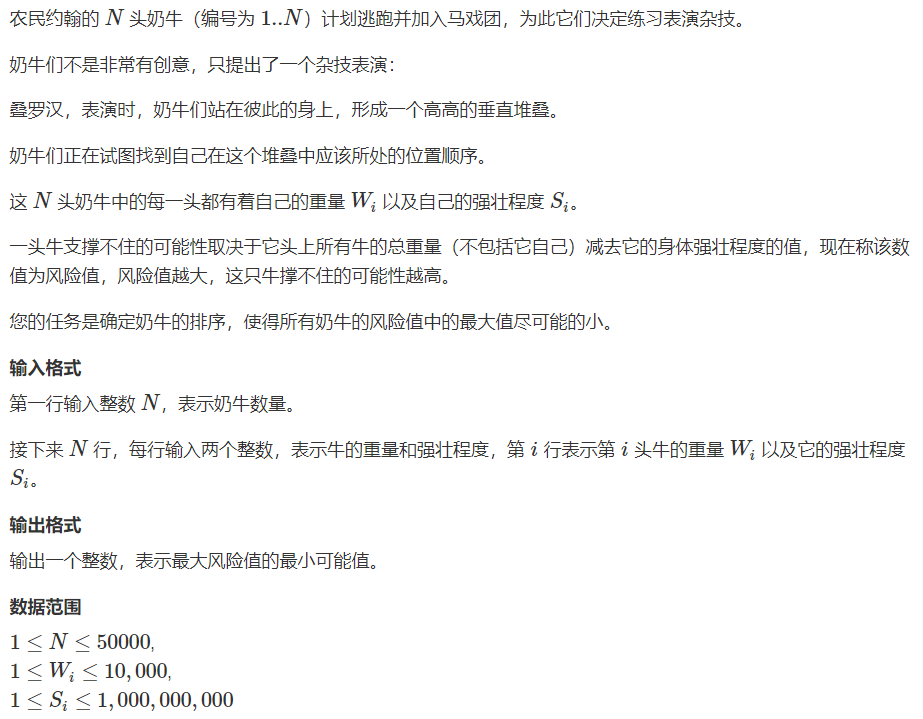 农民约翰的 N 头奶牛（编号为 1..N）计划逃跑并加入马戏团，为此它们决定练习表演杂技。
奶牛们不是非常有创意，只提出了一个杂技表演：
叠罗汉，表演时，奶牛们站在彼此的身上，形成一个高高的垂直堆叠。
奶牛们正在试图找到自己在这个堆叠中应该所处的位置顺序。
这 N 头奶牛中的每一头都有着自己的重量 W_i 以及自己的强壮程度 S_i。
一头牛支撑不住的可能性取决于它头上所有牛的总重量（不包括它自己）减去它的身体强壮程度的值，现在称该数
值为风险值，风险值越大，这只牛撑不住的可能性越高。
您的任务是确定奶牛的排序，使得所有奶牛的风险值中的最大值尽可能的小。
输入格式
第一行输入整数 N，表示奶牛数量。
接下来 N 行，每行输入两个整数，表示牛的重量和强壮程度，第 i 行表示第 i 头牛的重量 W_i 以及它的强壮程度
S_i。
输出格式
输出一个整数，表示最大风险值的最小可能值。
数据范围
1 ≤ N ≤ 50000,
1 ≤ W_i ≤ 10,000,
1 ≤ S_i ≤ 1,000,000,000